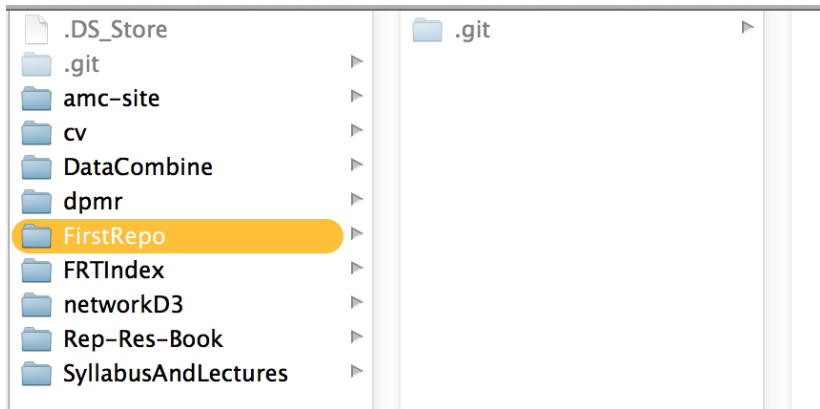 .DS_Store
.git
amc-site
cv
DataCombine
dpmr
FirstRepo
FRTIndex
networkD3
Rep-Res-Book
SyllabusAndLectures
.git